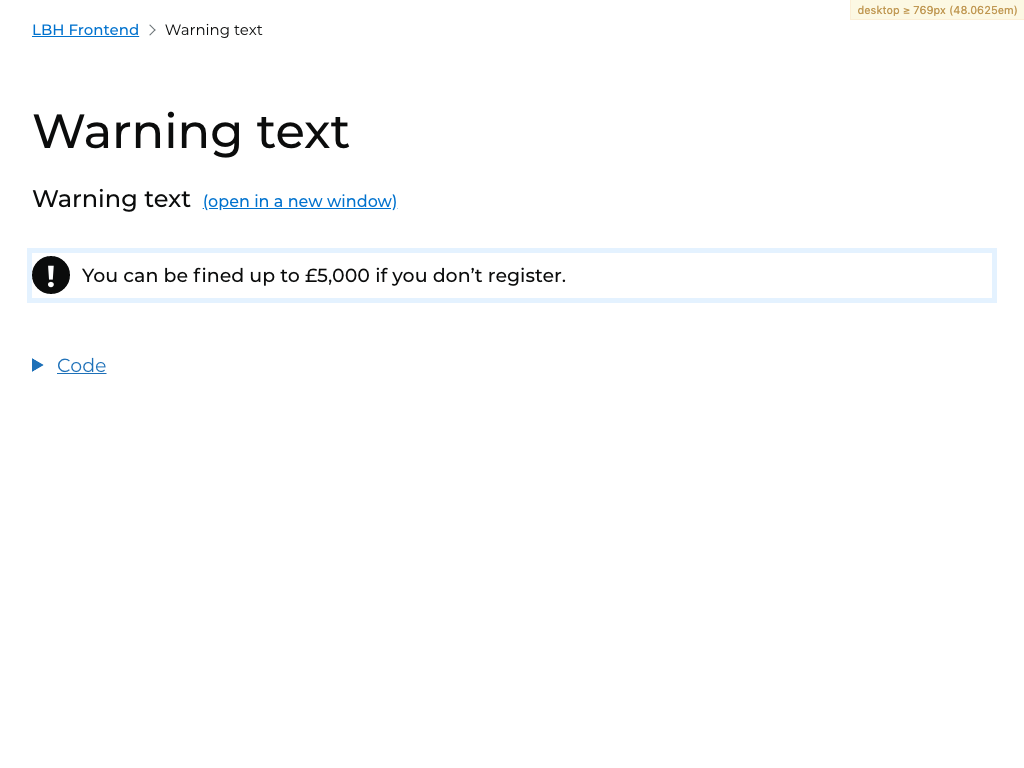 desktop ≥ 769px (48.0625em)
LBH Frontend > Warning text
Warning text
Warning text (open in a new window)
! You can be fined up to £5,000 if you don’t register.
Code